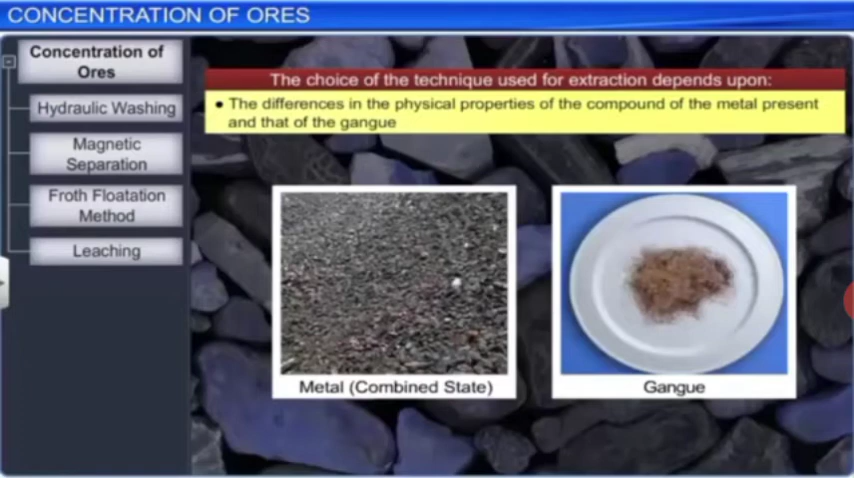 CONCENTRATION OF ORES
Concentration of
Ores
Hydraulic Washing
Magnetic
Separation
Froth Floatation
Method
Leaching
The choice of the technique used for extraction depends upon:
• The differences in the physical properties of the compound of the metal present
and that of the gangue
Metal (Combined State)
Gangue